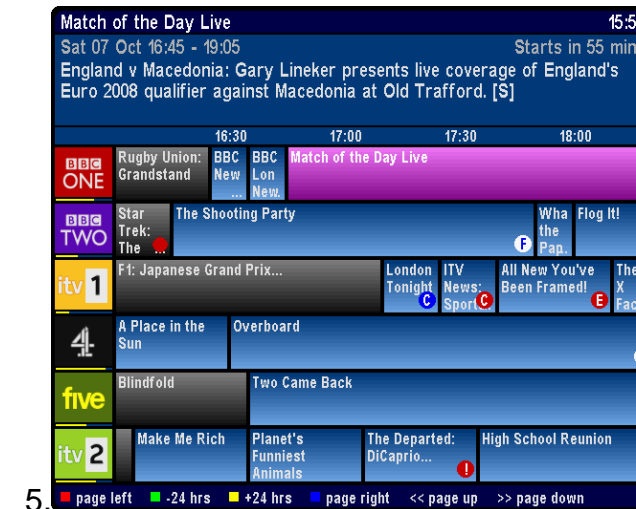 Match of the Day Live 15:5
Sat 07 Oct 16:45 - 19:05 Starts in 55 min
England v Macedonia: Gary Lineker presents live coverage of England's
Euro 2008 qualifier against Macedonia at Old Trafford. [S]
16:30 17:00 17:30 18:00
BBC
ONE
Rugby Union:
Grandstand
BBC
New
...
BBC
Lon
New.
Match of the Day Live
BBC
TWO
Star
Trek:
The ...
The Shooting Party
F
Wha
the
Pap..
Flog It!
itv 1
F1: Japanese Grand Prix...
London
Tonight
C
ITV
News:
Sport...
C
All New You've
Been Framed!
E
The
X
Fac
4
A Place in the
Sun
Overboard
five
Blindfold
Two Came Back
itv 2
Make Me Rich
Planet's
Funniest
Animals
The Departed:
DiCaprio...
!
High School Reunion
5.
page left -24 hrs +24 hrs page right << page up >> page down